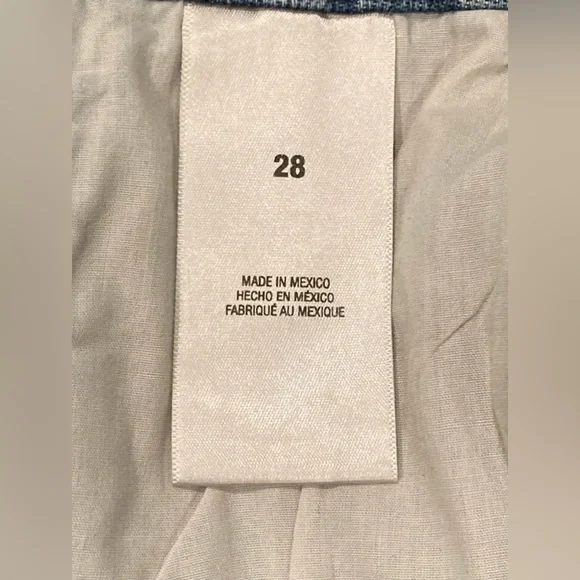 28
MADE IN MEXICO
HECHO EN MÉXICO
FABRIQUÉ AU MEXIQUE